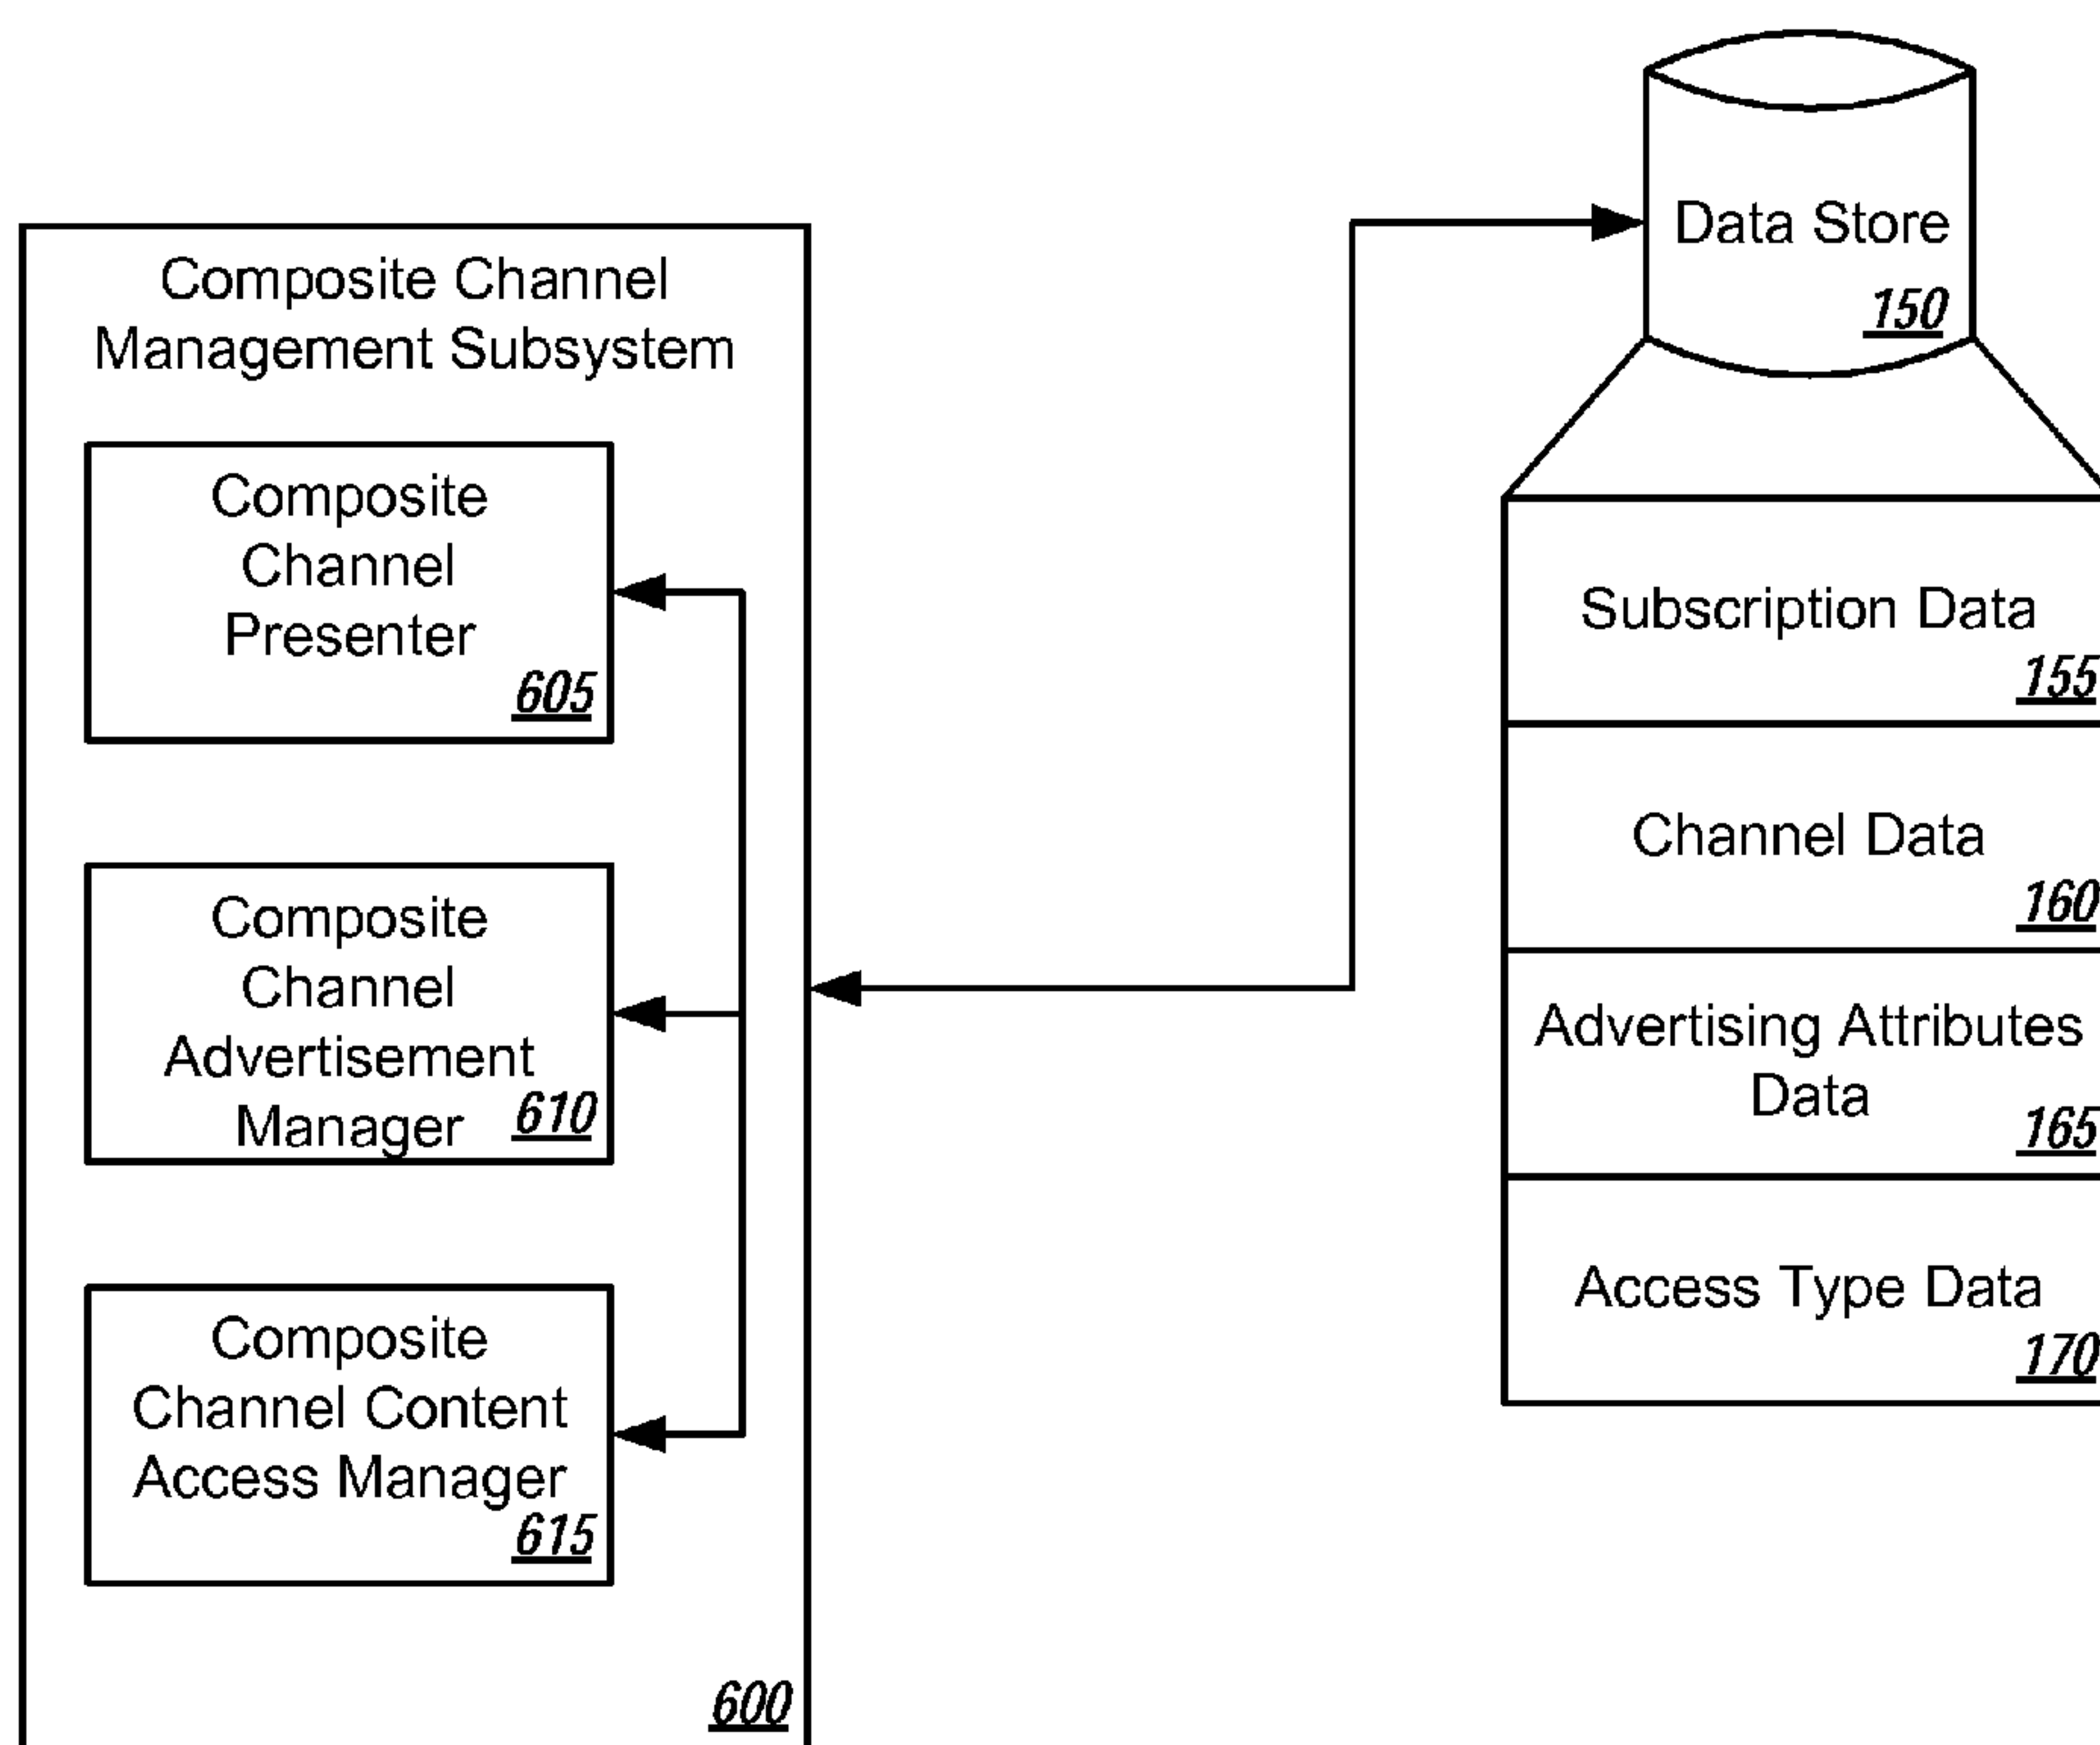 Composite Channel
Management Subsystem
Composite
Channel
Presenter
605
Composite
Channel
Advertisement
Manager 610
Composite
Channel Content
Access Manager
615
600
Data Store
150
Subscription Data
155
Channel Data
160
Advertising Attributes
Data
165
Access Type Data
170